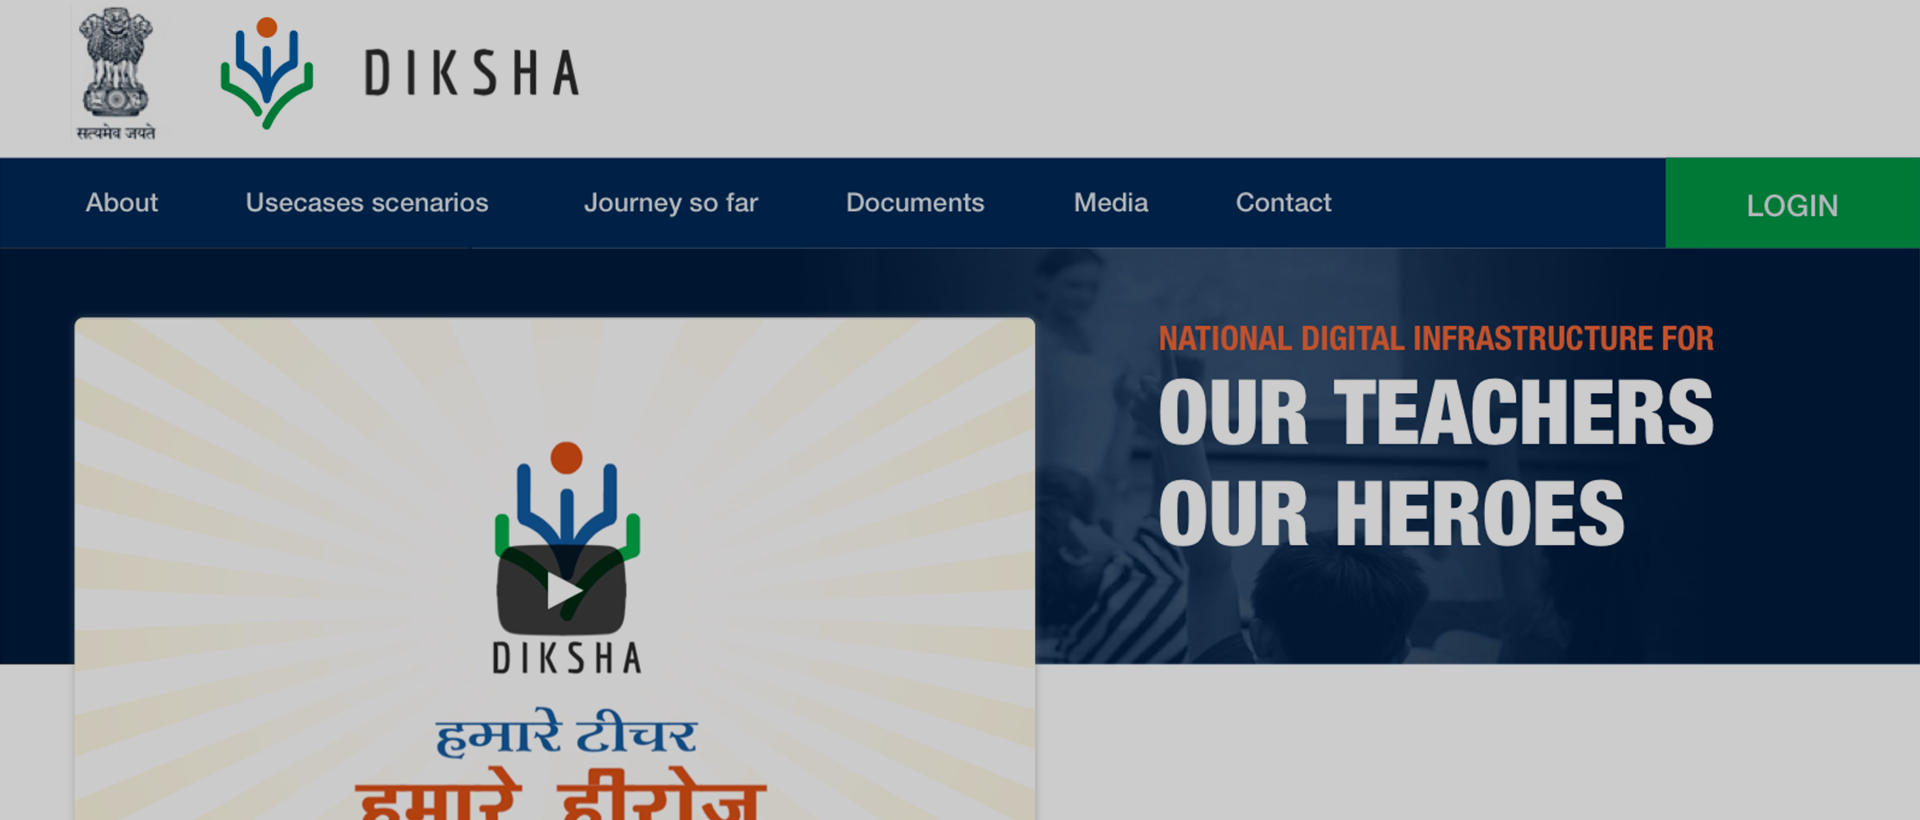 सत्यमेव जयते
DIKSHA
About
Usecases scenarios
Journey so far
Documents
Media
Contact
LOGIN
NATIONAL DIGITAL INFRASTRUCTURE FOR
OUR TEACHERS
OUR HEROES
DIKSHA
हमारे टीचर
हमारे हीरोज़